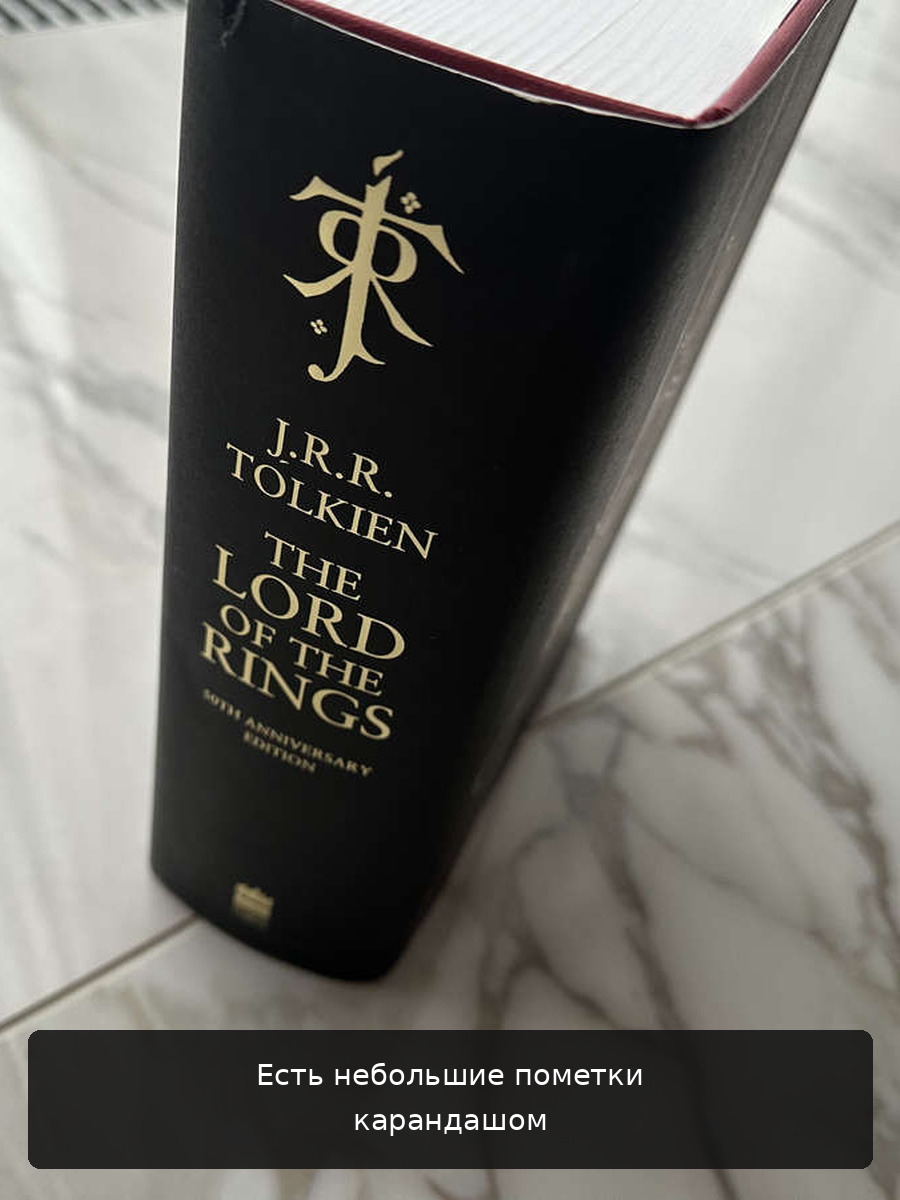 J.R.R.
TOLKIEN
THE
LORD
OF THE
RINGS
50TH ANNIVERSARY
EDITION
Есть небольшие пометки
карандашом